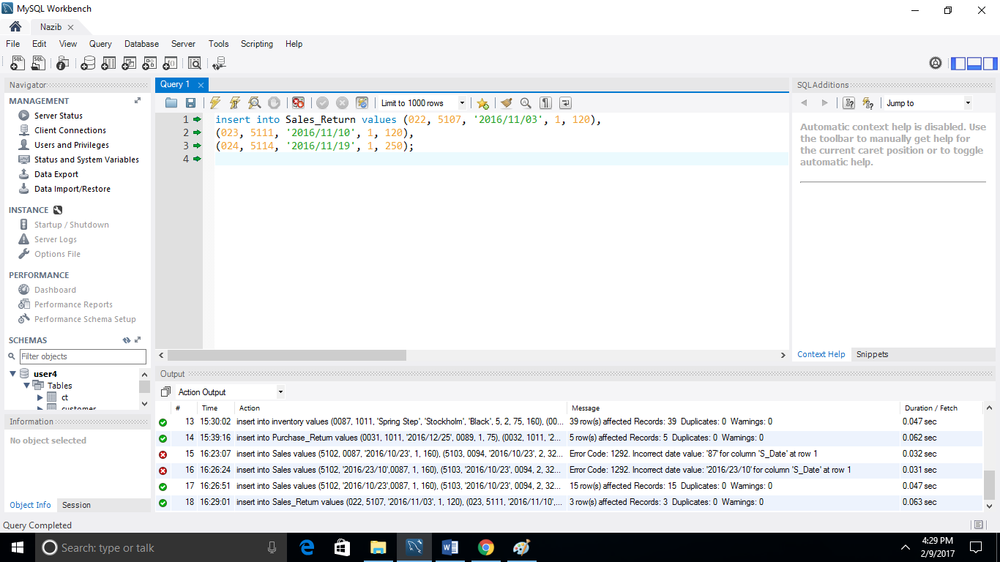 MySQL Workbench
Nazib
File Edit View Query Database Server Tools Scripting Help
Navigator
MANAGEMENT
Server Status
Client Connections
Users and Privileges
Status and System Variables
Data Export
Data Import/Restore
INSTANCE
Startup / Shutdown
Server Logs
Options File
PERFORMANCE
Dashboard
Performance Reports
Performance Schema Setup
SCHEMAS
Filter objects
user4
Tables
ct
customer
Information
No object selected
Object Info Session
Query 1
Limit to 1000 rows
1 insert into Sales_Return values (022, 5107, '2016/11/03', 1, 120),
2 (023, 5111, '2016/11/10', 1, 120),
3 (024, 5114, '2016/11/19', 1, 250);
4
SQLAdditions
Jump to
Automatic context help is disabled. Use
the toolbar to manually get help for
the current caret position or to toggle
automatic help.
Context Help Snippets
Output
Action Output
# Time Action Message Duration / Fetch
13 15:30:02 insert into inventory values (0087, 1011, 'Spring Step', 'Stockholm', 'Black', 5, 2, 75, 160), (00... 39 row(s) affected Records: 39 Duplicates: 0 Warnings: 0 0.047 sec
14 15:39:16 insert into Purchase_Return values (0031, 1011, '2016/12/25', 0089, 1, 75), (0032, 1011, '2... 5 row(s) affected Records: 5 Duplicates: 0 Warnings: 0 0.062 sec
15 16:23:07 insert into Sales values (5102, 0087, '2016/10/23', 1, 160), (5103, 0094, '2016/10/23', 2, 32... Error Code: 1292. Incorrect date value: '87' for column 'S_Date' at row 1 0.032 sec
16 16:26:24 insert into Sales values (5102, '2016/23/10',0087, 1, 160), (5103, '2016/23/10', 0094, 2, 32... Error Code: 1292. Incorrect date value: '2016/23/10' for column 'S_Date' at row 1 0.031 sec
17 16:26:51 insert into Sales values (5102, '2016/10/23',0087, 1, 160), (5103, '2016/10/23', 0094, 2, 32... 15 row(s) affected Records: 15 Duplicates: 0 Warnings: 0 0.047 sec
18 16:29:01 insert into Sales_Return values (022, 5107, '2016/11/03', 1, 120), (023, 5111, '2016/11/10',... 3 row(s) affected Records: 3 Duplicates: 0 Warnings: 0 0.063 sec
Query Completed
Search: type or talk
4:29 PM
2/9/2017